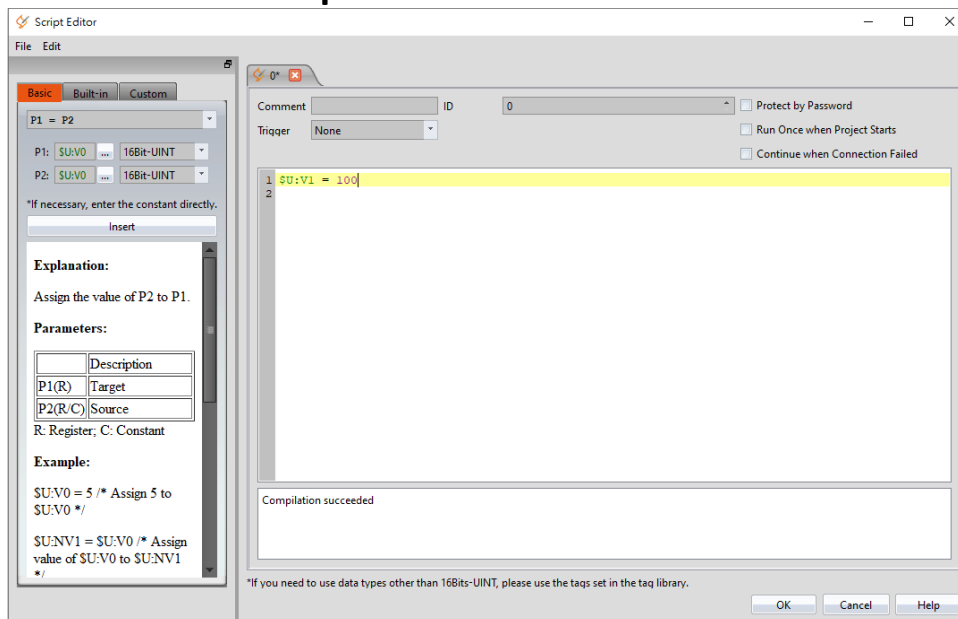 Script Editor
File Edit
Basic Built-in Custom
P1 = P2
P1: $U:V0 ... 16Bit-UINT
P2: $U:V0 ... 16Bit-UINT
*If necessary, enter the constant directly.
Insert
Explanation:
Assign the value of P2 to P1.
Parameters:
Description
P1(R) Target
P2(R/C) Source
R: Register; C: Constant
Example:
$U:V0 = 5 /* Assign 5 to
$U:V0 */
$U:NV1 = $U:V0 /* Assign
value of $U:V0 to $U:NV1
*/
0*
Comment ID 0 Protect by Password
Trigger None Run Once when Project Starts
Continue when Connection Failed
1 $U:V1 = 100
2
Compilation succeeded
*If you need to use data types other than 16Bits-UINT, please use the tags set in the tag library.
OK Cancel Help